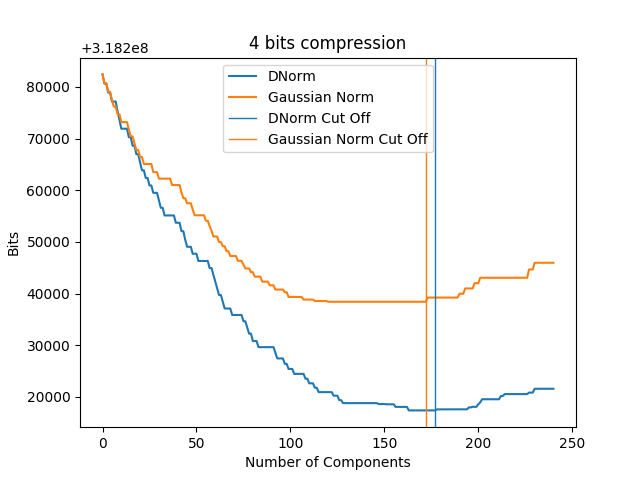 4 bits compression
+3.182e8
80000
70000
60000
50000
40000
30000
20000
Bits
DNorm
Gaussian Norm
DNorm Cut Off
Gaussian Norm Cut Off
0 50 100 150 200 250
Number of Components